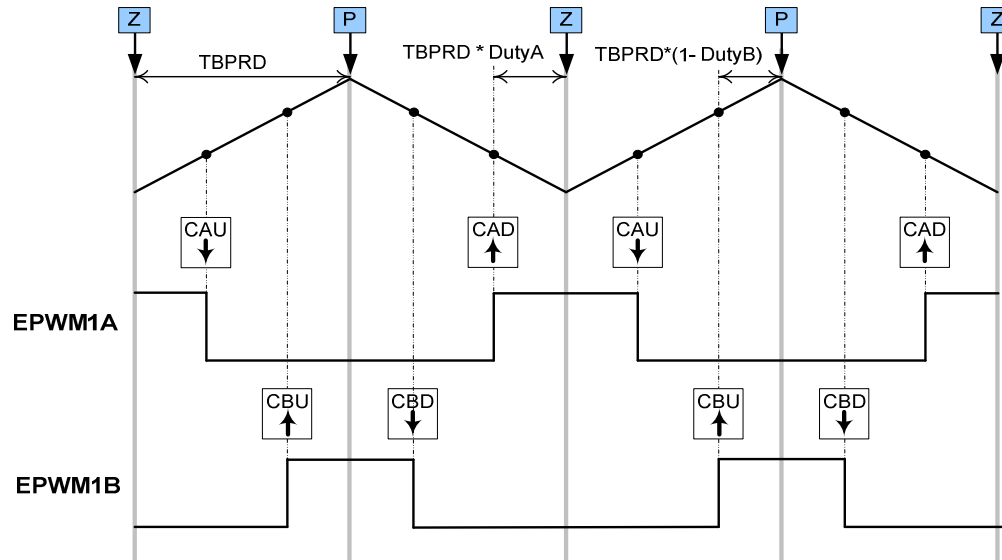 Z P Z P Z
TBPRD TBPRD * DutyA TBPRD*(1- DutyB)
CAU CAD CAU CAD
EPWM1A
CBU CBD CBU CBD
EPWM1B